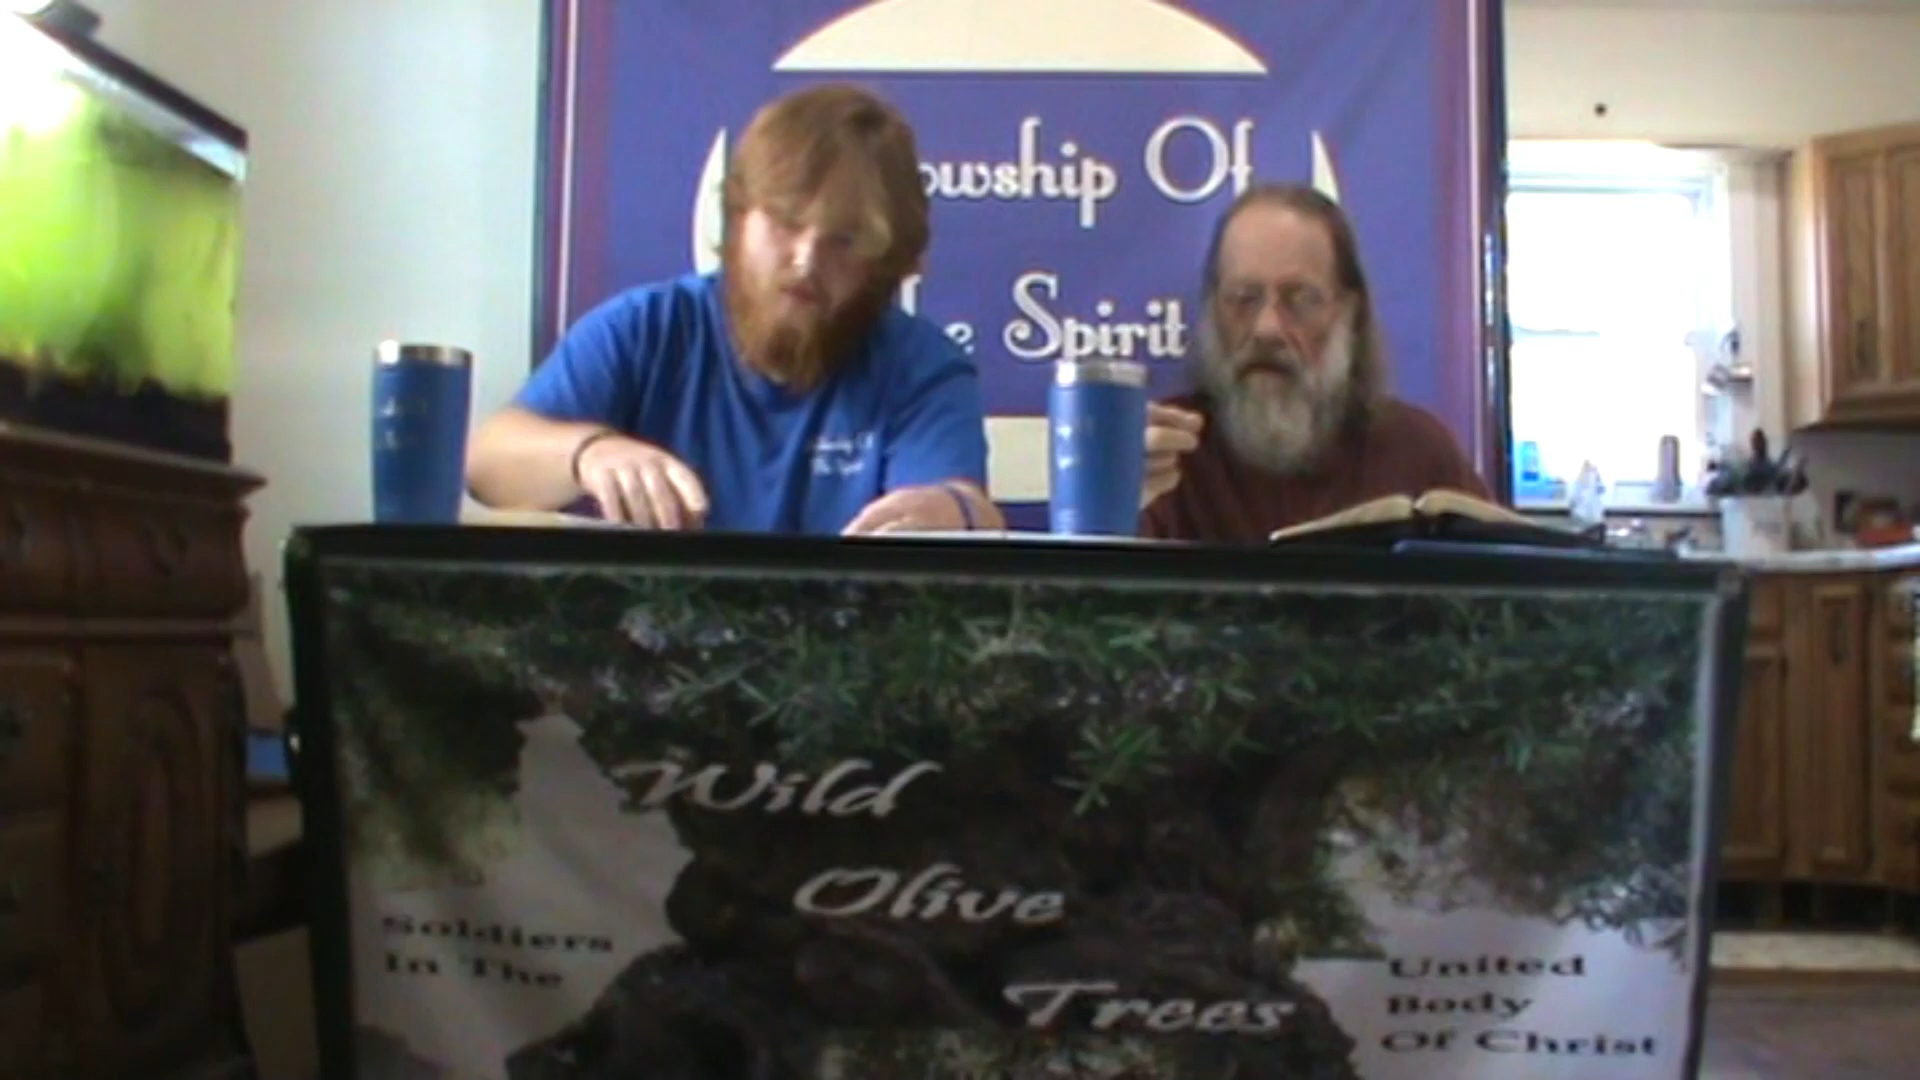 owship Of
e Spirit
Wild
Olive
Trees
Soldiers
In The
United
Body
Of Christ